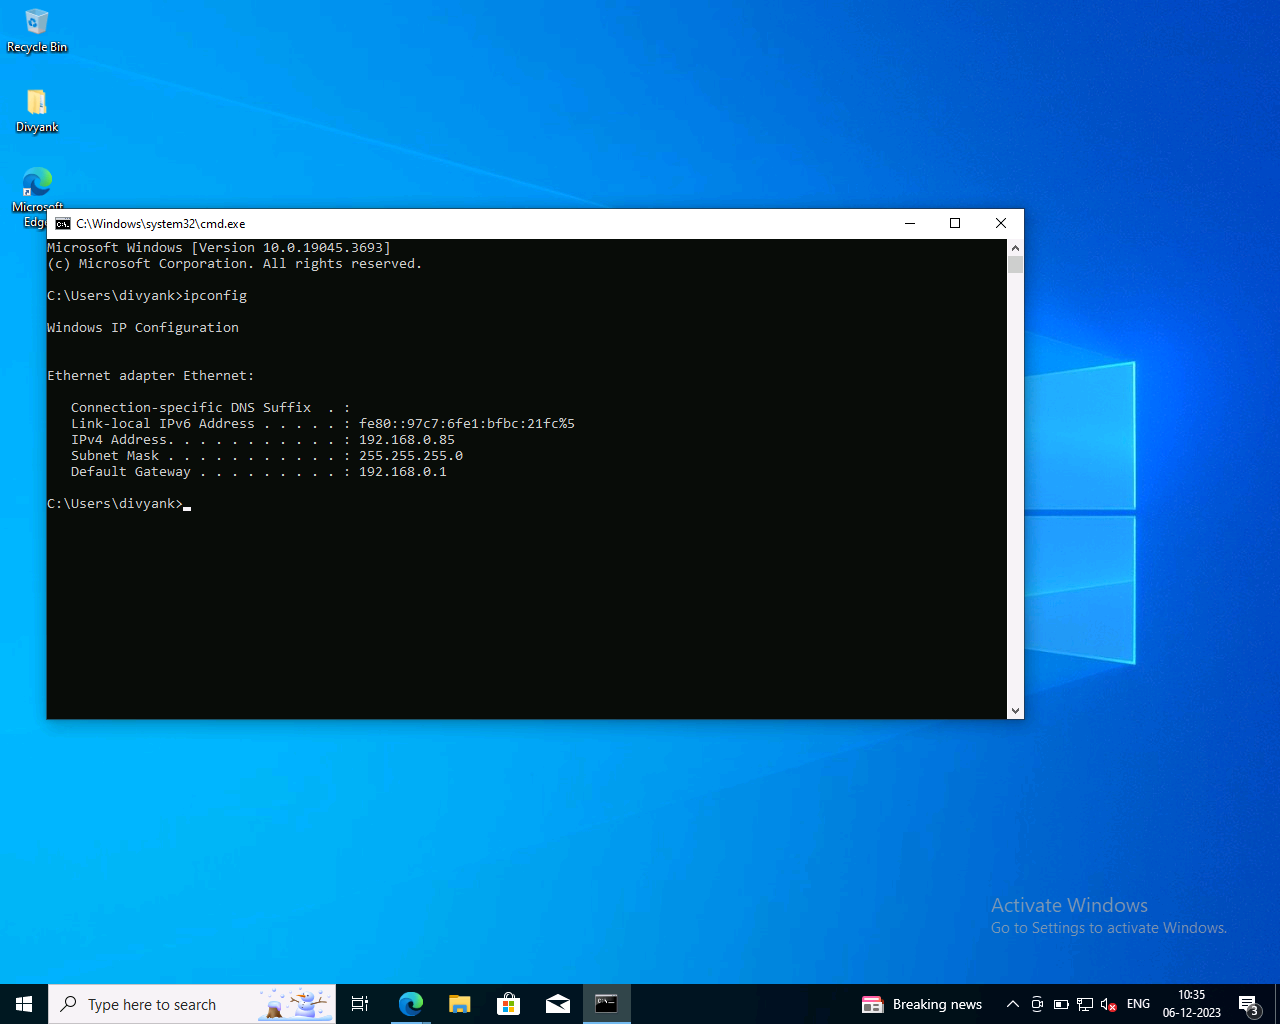 Recycle Bin
Divyank
Microsoft
Edge
C:\Windows\system32\cmd.exe
Microsoft Windows [Version 10.0.19045.3693]
(c) Microsoft Corporation. All rights reserved.
C:\Users\divyank>ipconfig
Windows IP Configuration
Ethernet adapter Ethernet:
Connection-specific DNS Suffix  . :
Link-local IPv6 Address . . . . . : fe80::97c7:6fe1:bfbc:21fc%5
IPv4 Address. . . . . . . . . . . : 192.168.0.85
Subnet Mask . . . . . . . . . . . : 255.255.255.0
Default Gateway . . . . . . . . . : 192.168.0.1
C:\Users\divyank>
Activate Windows
Go to Settings to activate Windows.
Type here to search
Breaking news
ENG
10:35
06-12-2023
3